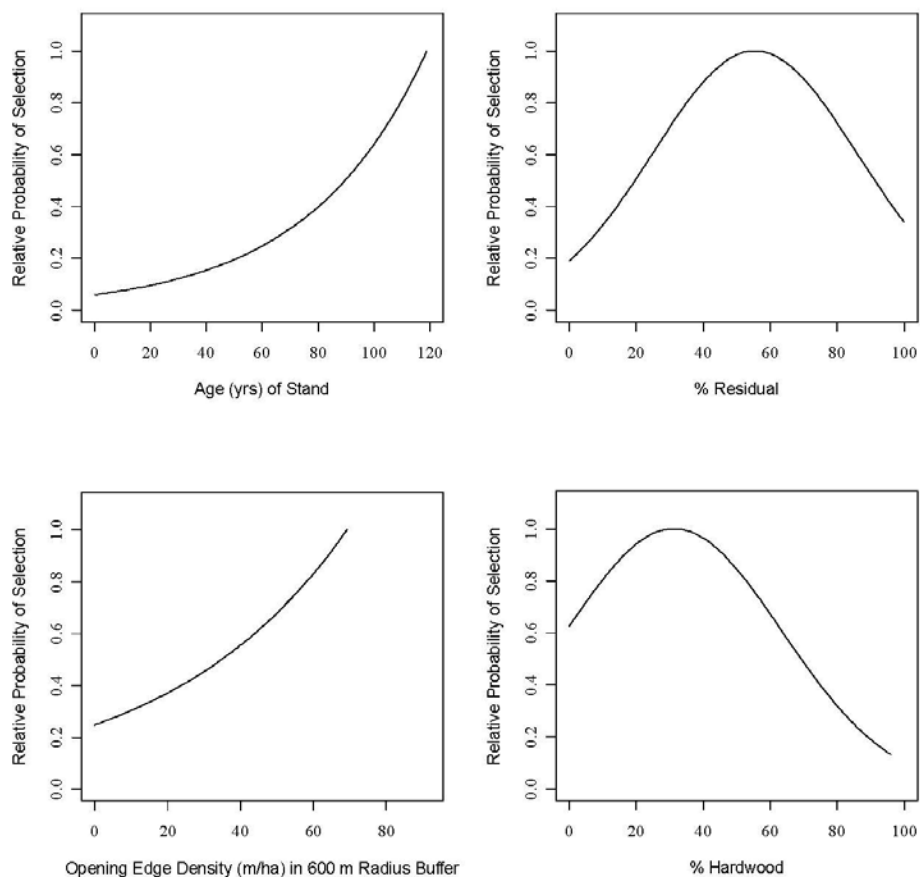 Relative Probability of Selection
0.0 0.2 0.4 0.6 0.8 1.0
0 20 40 60 80 100 120
Age (yrs) of Stand
Relative Probability of Selection
0.0 0.2 0.4 0.6 0.8 1.0
0 20 40 60 80 100
% Residual
Relative Probability of Selection
0.0 0.2 0.4 0.6 0.8 1.0
0 20 40 60 80
Opening Edge Density (m/ha) in 600 m Radius Buffer
Relative Probability of Selection
0.0 0.2 0.4 0.6 0.8 1.0
0 20 40 60 80 100
% Hardwood